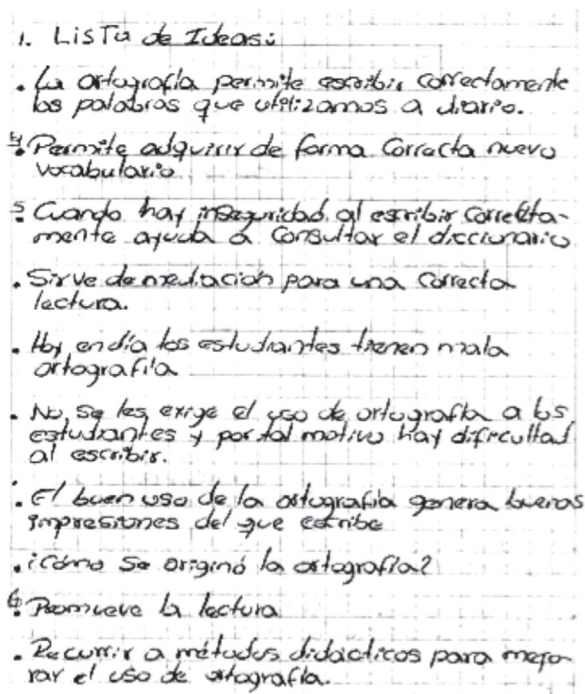 1. Lista de Ideas:
. La ortografía permite escribir correctamente
las palabras que utilizamos a diario.
4. Permite adquirir de forma correcta nuevo
vocabulario
5. Cuando hay inseguridad al escribir correcta-
mente ayuda a consultar el diccionario
. Sirve de mediación para una correcta
lectura.
. Hoy en día los estudiantes tienen mala
ortografía
. No se les exige el uso de ortografía a los
estudiantes y por tal motivo hay dificultad
al escribir.
. El buen uso de la ortografía genera buenas
impresiones del que escribe
. ¿Cómo se originó la ortografía?
6. Promueve la lectura
. Recurrir a métodos didácticos para mejo-
rar el uso de ortografía.